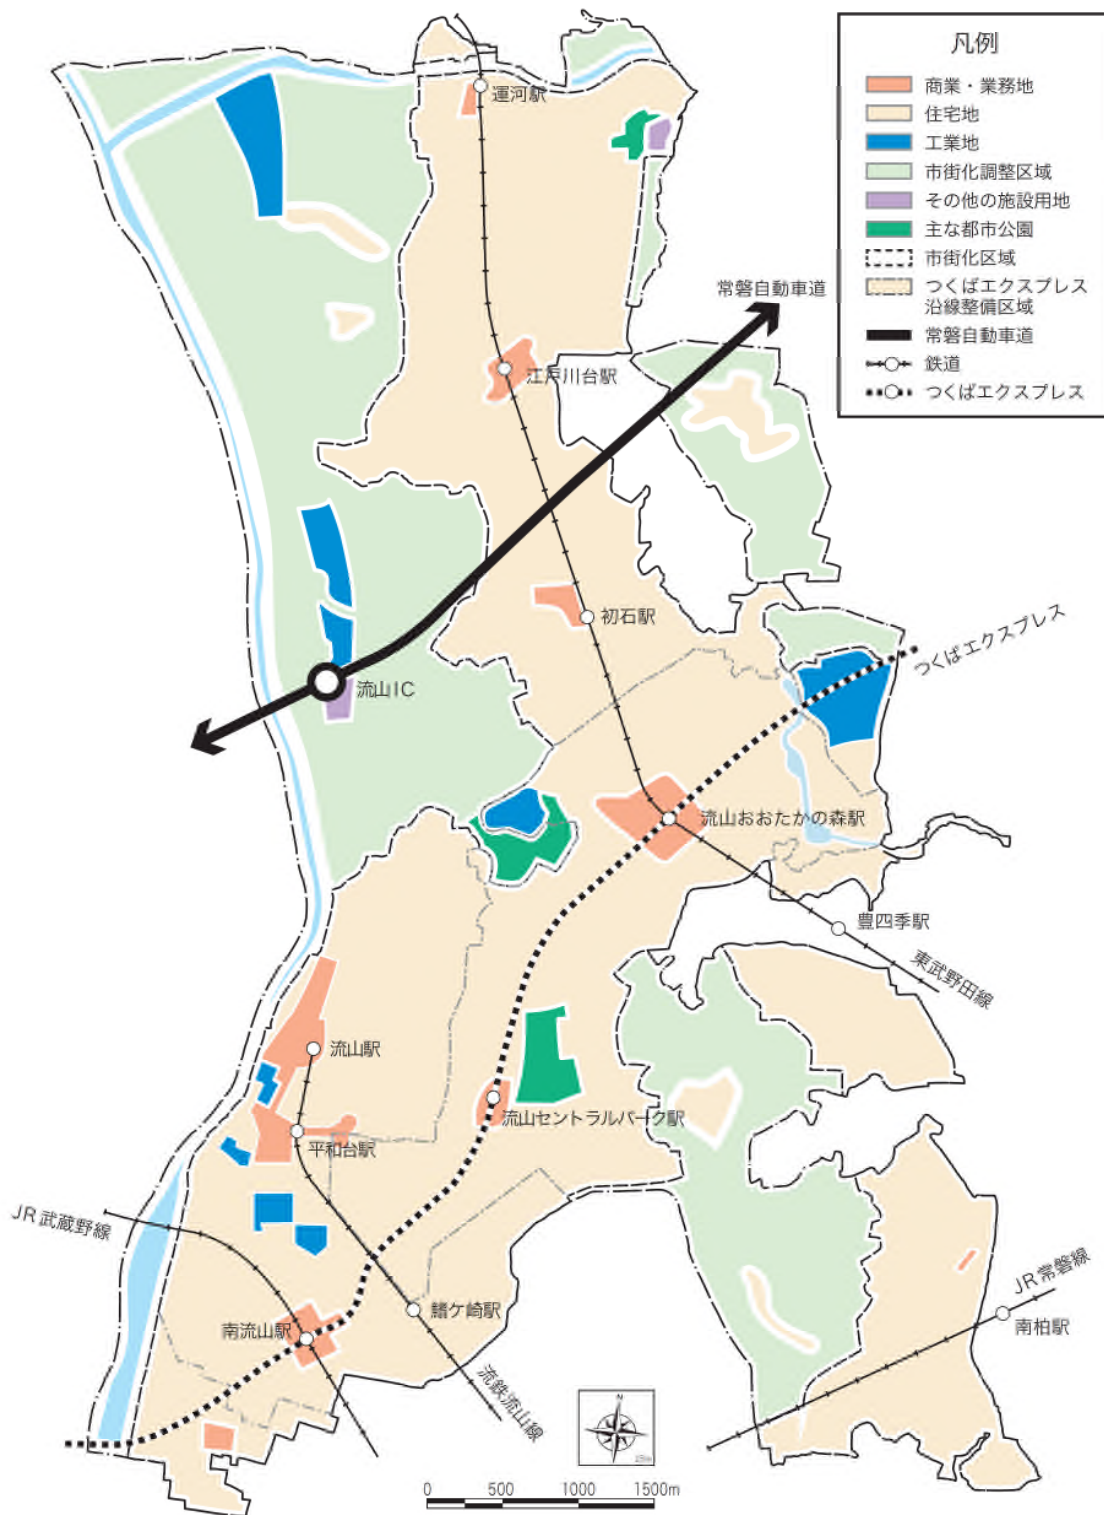 凡例
商業・業務地
住宅地
工業地
市街化調整区域
その他の施設用地
主な都市公園
市街化区域
つくばエクスプレス
沿線整備区域
常磐自動車道
鉄道
つくばエクスプレス
運河駅
常磐自動車道
江戸川台駅
初石駅
つくばエクスプレス
流山IC
流山おおたかの森駅
豊四季駅
東武野田線
流山駅
流山セントラルパーク駅
平和台駅
JR武蔵野線
JR常磐線
鰭ケ崎駅
南柏駅
南流山駅
流鉄流山線
N
0 500 1000 1500m